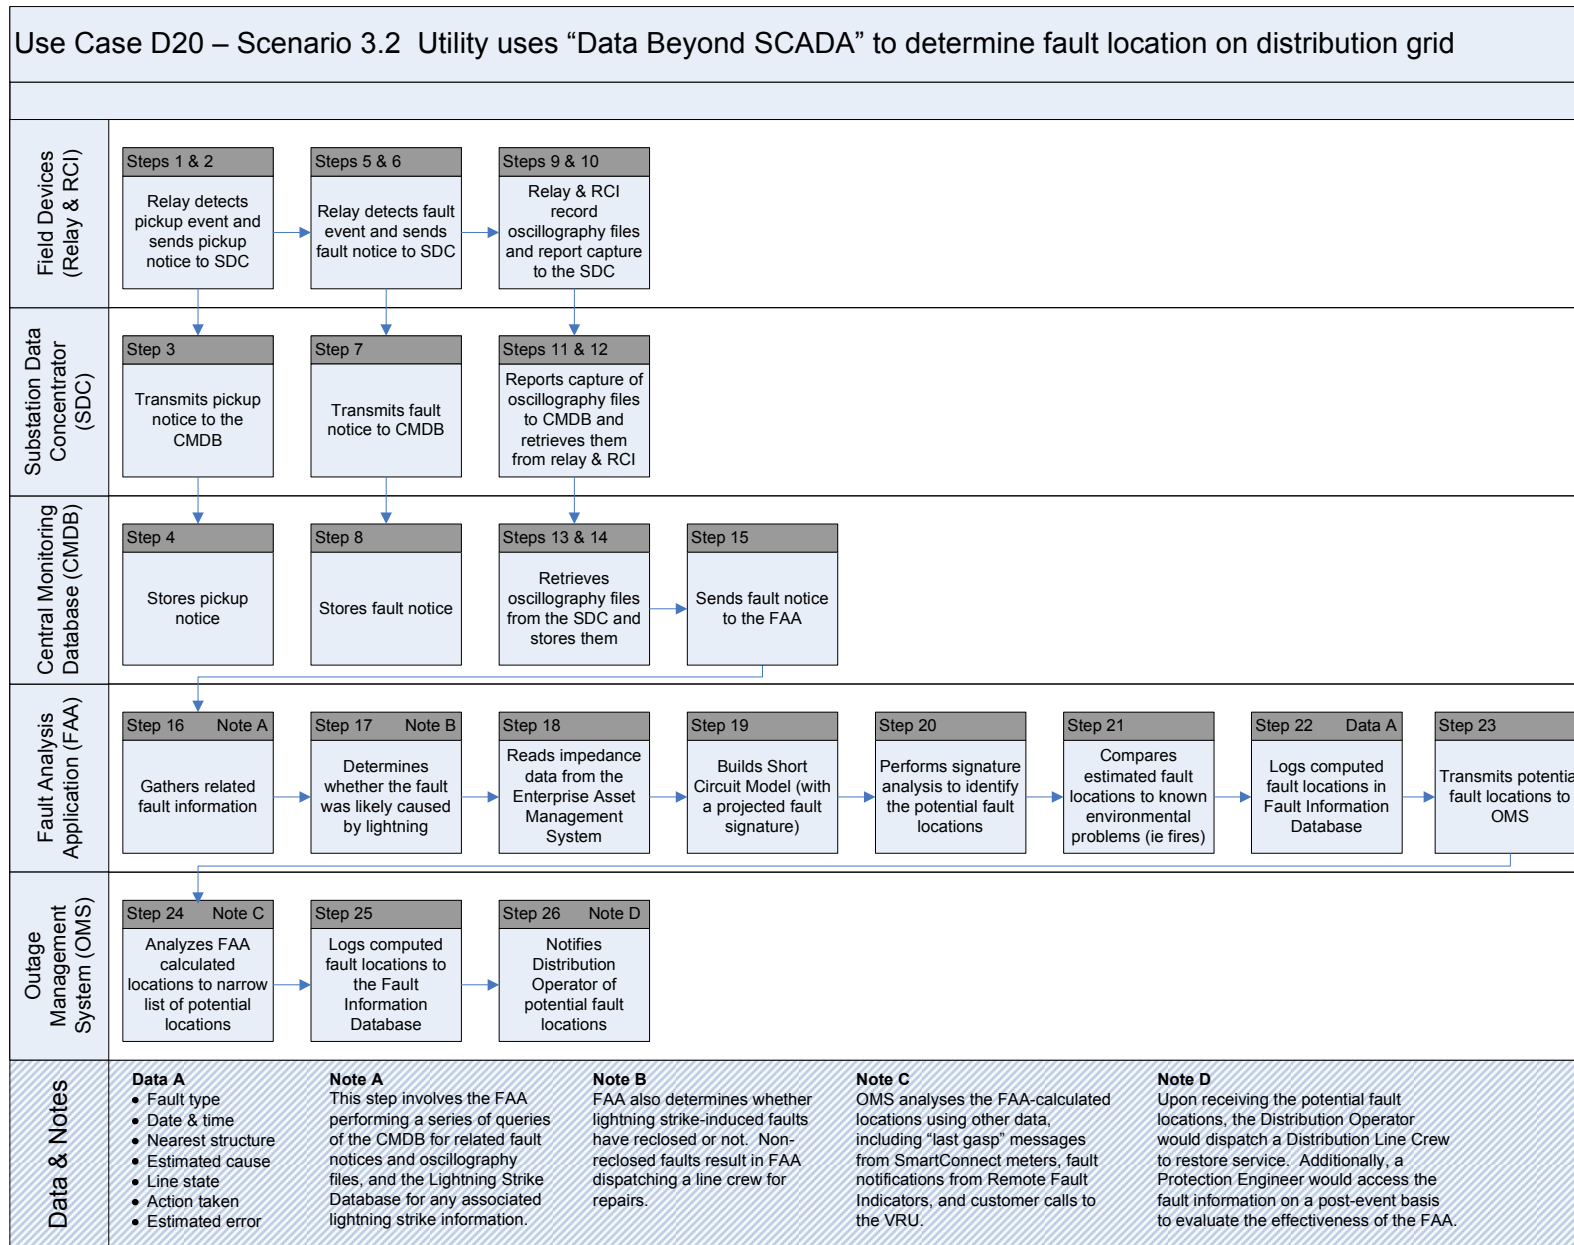 Use Case D20 – Scenario 3.2  Utility uses “Data Beyond SCADA” to determine fault location on distribution grid
Field Devices
(Relay & RCI)
Steps 1 & 2
Relay detects
pickup event and
sends pickup
notice to SDC
Steps 5 & 6
Relay detects fault
event and sends
fault notice to SDC
Steps 9 & 10
Relay & RCI
record
oscillography files
and report capture
to the SDC
Substation Data
Concentrator
(SDC)
Step 3
Transmits pickup
notice to the
CMDB
Step 7
Transmits fault
notice to CMDB
Steps 11 & 12
Reports capture of
oscillography files
to CMDB and
retrieves them
from relay & RCI
Central Monitoring
Database (CMDB)
Step 4
Stores pickup
notice
Step 8
Stores fault notice
Steps 13 & 14
Retrieves
oscillography files
from the SDC and
stores them
Step 15
Sends fault notice
to the FAA
Fault Analysis
Application (FAA)
Step 16 Note A
Gathers related
fault information
Step 17 Note B
Determines
whether the fault
was likely caused
by lightning
Step 18
Reads impedance
data from the
Enterprise Asset
Management
System
Step 19
Builds Short
Circuit Model (with
a projected fault
signature)
Step 20
Performs signature
analysis to identify
the potential fault
locations
Step 21
Compares
estimated fault
locations to known
environmental
problems (ie fires)
Step 22 Data A
Logs computed
fault locations in
Fault Information
Database
Step 23
Transmits potential
fault locations to
OMS
Outage
Management
System (OMS)
Step 24 Note C
Analyzes FAA
calculated
locations to narrow
list of potential
locations
Step 25
Logs computed
fault locations to
the Fault
Information
Database
Step 26 Note D
Notifies
Distribution
Operator of
potential fault
locations
Data & Notes
Data A
• Fault type
• Date & time
• Nearest structure
• Estimated cause
• Line state
• Action taken
• Estimated error
Note A
This step involves the FAA
performing a series of queries
of the CMDB for related fault
notices and oscillography
files, and the Lightning Strike
Database for any associated
lightning strike information.
Note B
FAA also determines whether
lightning strike-induced faults
have reclosed or not.  Non-
reclosed faults result in FAA
dispatching a line crew for
repairs.
Note C
OMS analyses the FAA-calculated
locations using other data,
including “last gasp” messages
from SmartConnect meters, fault
notifications from Remote Fault
Indicators, and customer calls to
the VRU.
Note D
Upon receiving the potential fault
locations, the Distribution Operator
would dispatch a Distribution Line Crew
to restore service.  Additionally, a
Protection Engineer would access the
fault information on a post-event basis
to evaluate the effectiveness of the FAA.